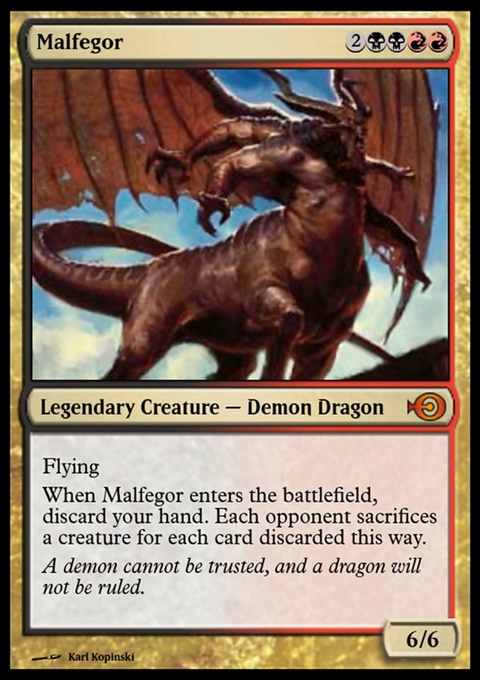 Malfegor 2
Legendary Creature — Demon Dragon
Flying
When Malfegor enters the battlefield,
discard your hand. Each opponent sacrifices
a creature for each card discarded this way.
A demon cannot be trusted, and a dragon will
not be ruled.
6/6
Karl Kopinski